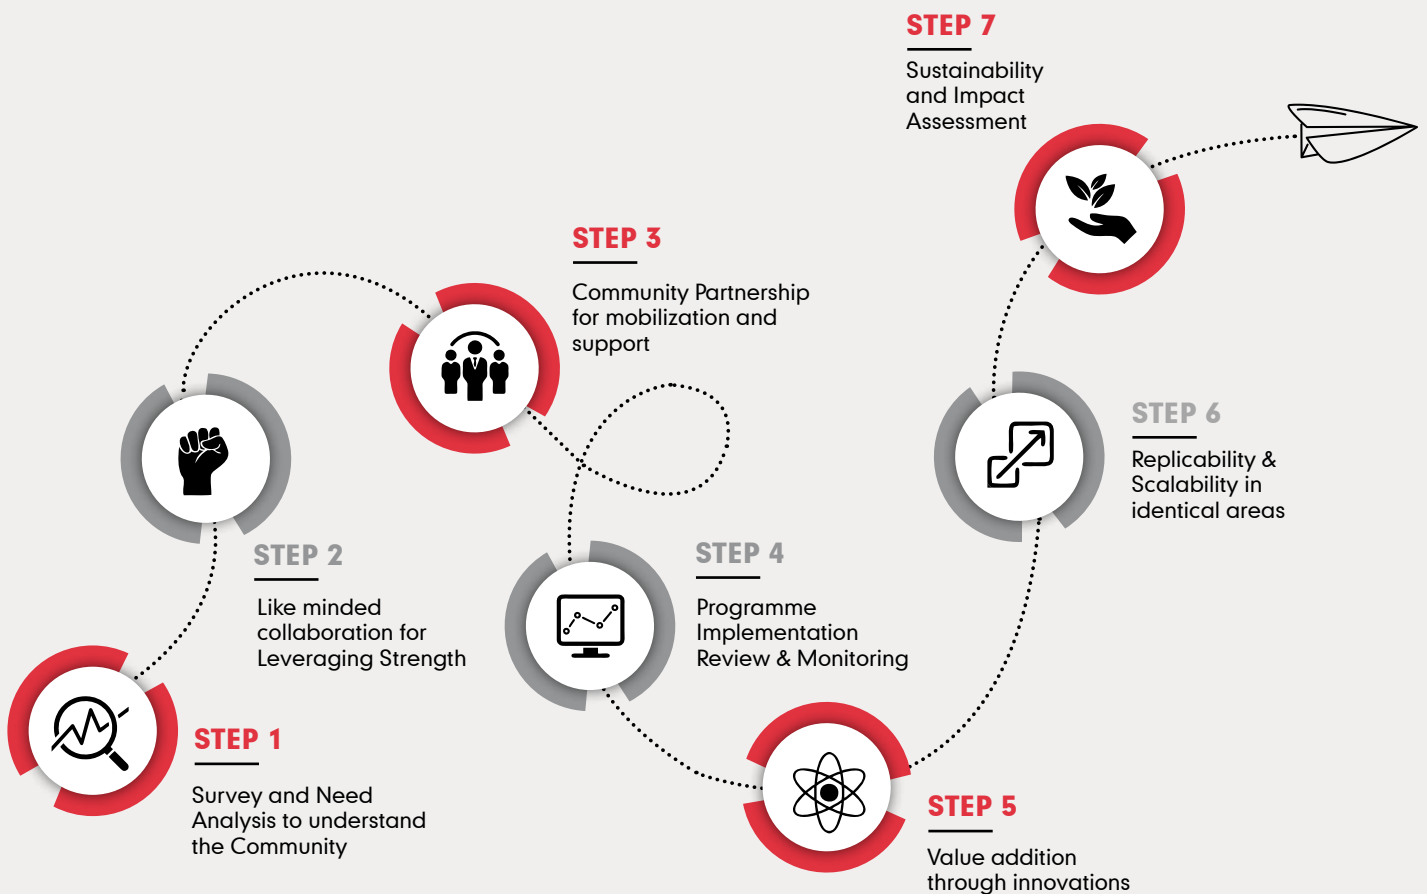 STEP 1
Survey and Need
Analysis to understand
the Community
STEP 2
Like minded
collaboration for
Leveraging Strength
STEP 3
Community Partnership
for mobilization and
support
STEP 4
Programme
Implementation
Review & Monitoring
STEP 5
Value addition
through innovations
STEP 6
Replicability &
Scalability in
identical areas
STEP 7
Sustainability
and Impact
Assessment